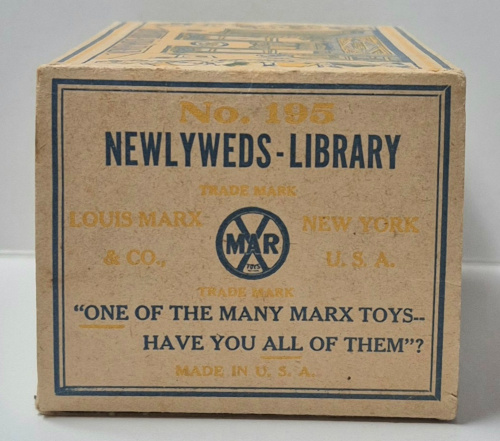 No. 195
NEWLYWEDS-LIBRARY
TRADE MARK
LOUIS MARX
& CO.,
MAR
TOYS
NEW YORK
U. S. A.
TRADE MARK
"ONE OF THE MANY MARX TOYS--
HAVE YOU ALL OF THEM"?
MADE IN U. S. A.